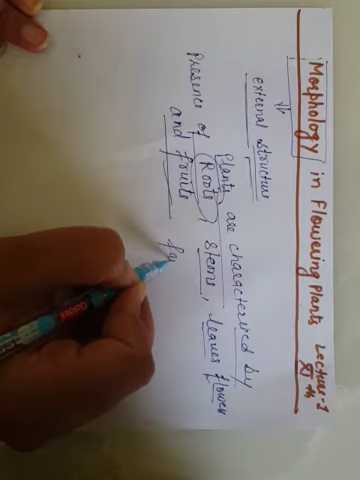 Morphology in Flowering Plants Lecture-1
XI th
external structure
Plants are characterized by
Presence of Roots, stems, leaves flower
and fruits